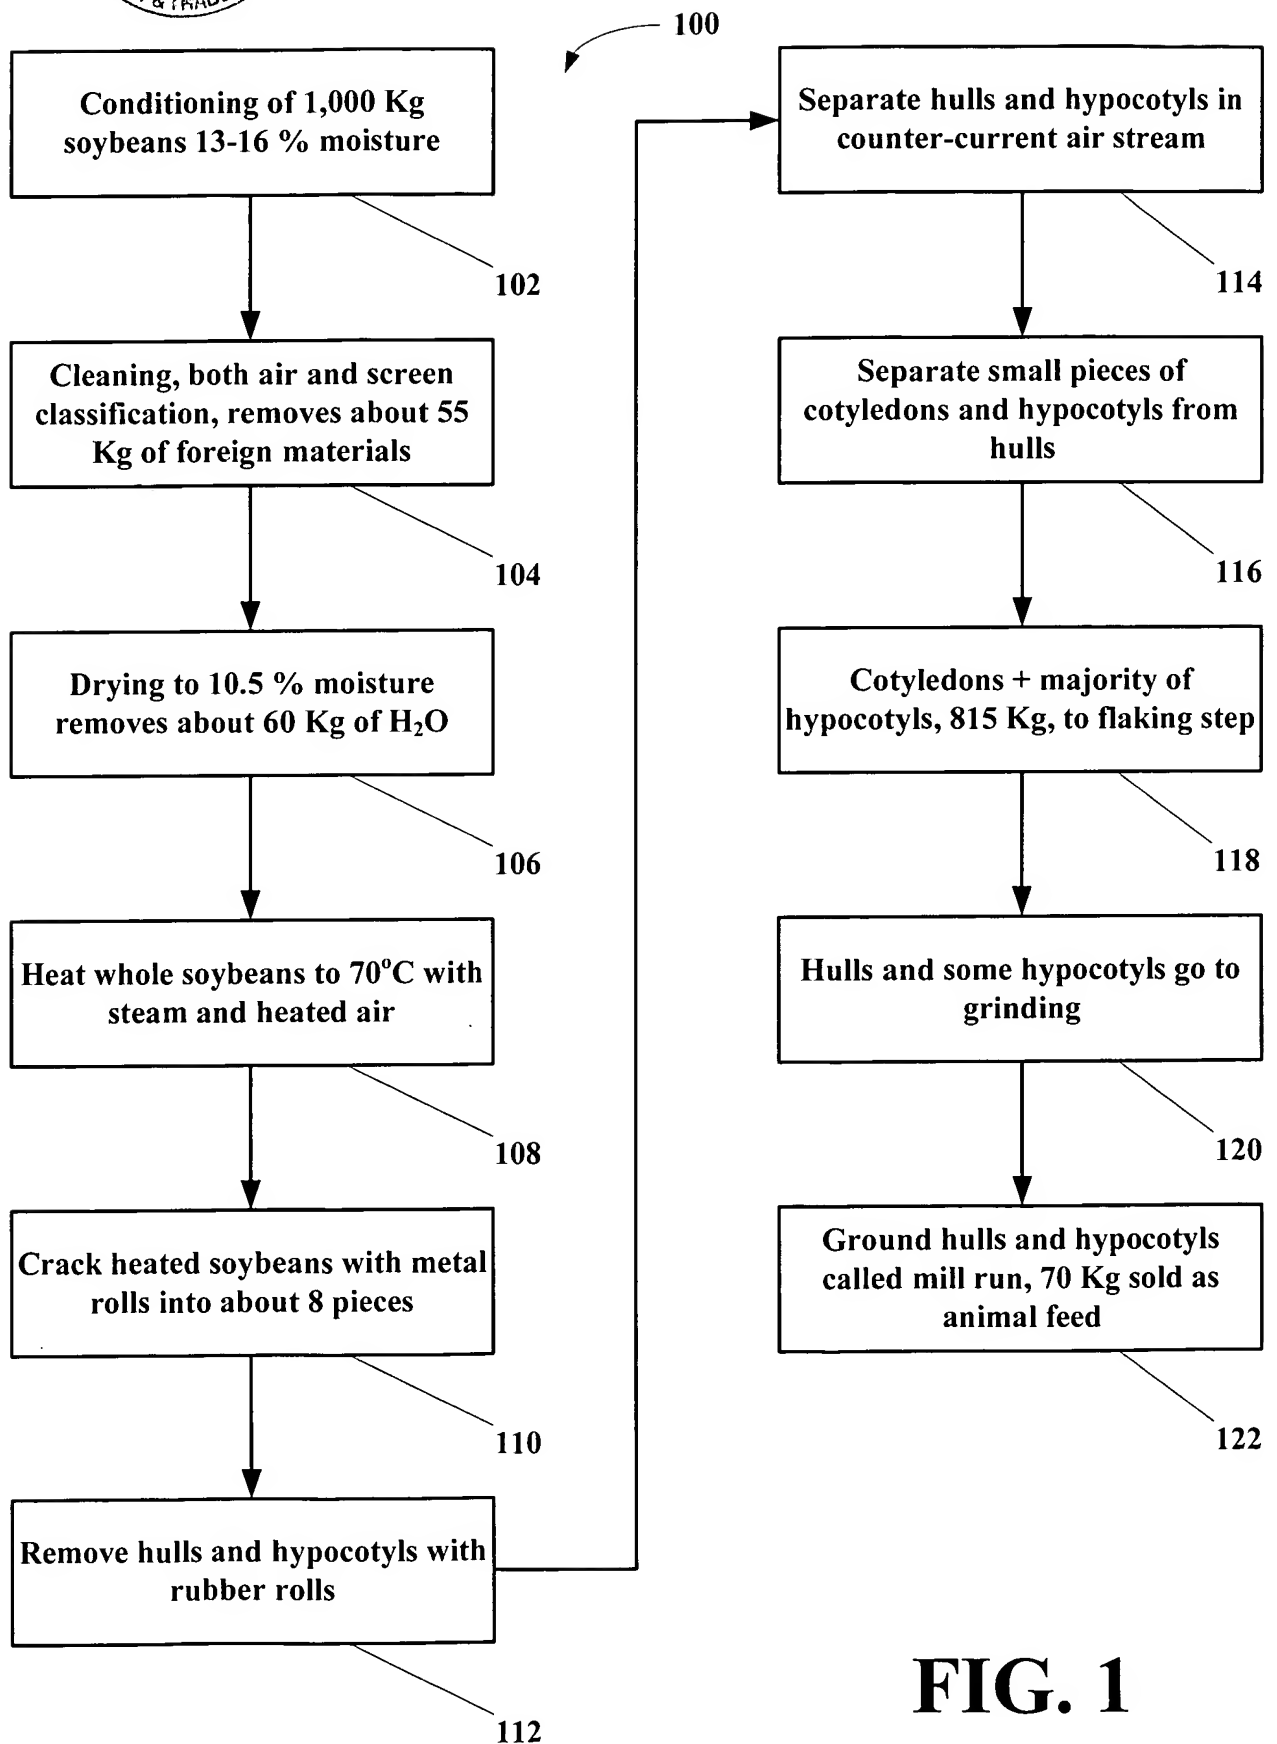 & TRADE
100
Conditioning of 1,000 Kg
soybeans 13-16 % moisture
102
Cleaning, both air and screen
classification, removes about 55
Kg of foreign materials
104
Drying to 10.5 % moisture
removes about 60 Kg of H₂O
106
Heat whole soybeans to 70°C with
steam and heated air
108
Crack heated soybeans with metal
rolls into about 8 pieces
110
Remove hulls and hypocotyls with
rubber rolls
112
Separate hulls and hypocotyls in
counter-current air stream
114
Separate small pieces of
cotyledons and hypocotyls from
hulls
116
Cotyledons + majority of
hypocotyls, 815 Kg, to flaking step
118
Hulls and some hypocotyls go to
grinding
120
Ground hulls and hypocotyls
called mill run, 70 Kg sold as
animal feed
122
FIG. 1